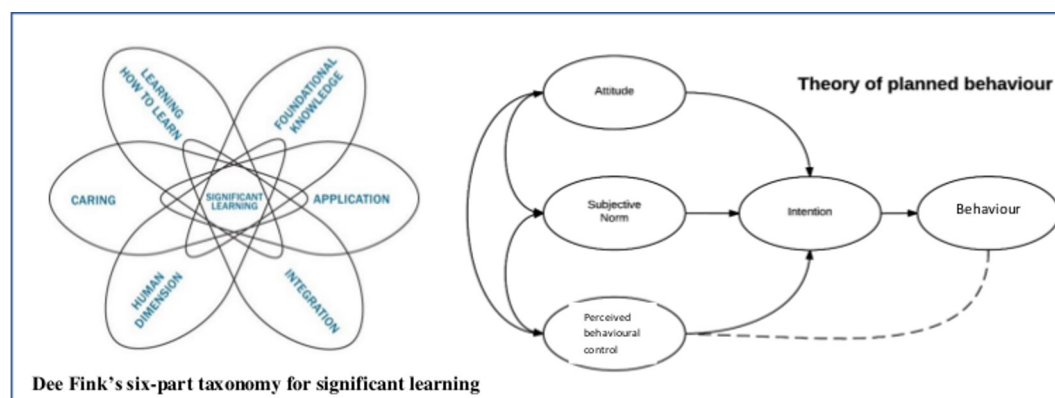 LEARNING
HOW TO LEARN
FOUNDATIONAL
KNOWLEDGE
CARING
SIGNIFICANT
LEARNING
APPLICATION
HUMAN
DIMENSION
INTEGRATION
Dee Fink's six-part taxonomy for significant learning
Theory of planned behaviour
Attitude
Subjective
Norm
Intention
Behaviour
Perceived
behavioural
control